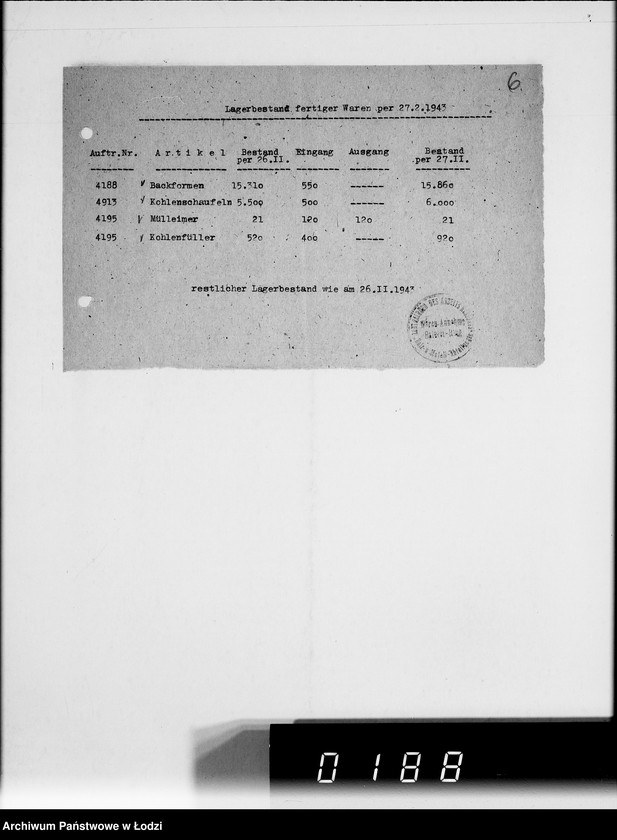 6
Lagerbestand fertiger Waren per 27.2.1943
Auftr.Nr. Artikel Bestand per 26.II. Eingang Ausgang Bestand per 27.II.
4188 Backformen 15.310 550 ------ 15.860
4913 Kohlenschaufeln 5.500 500 ------ 6.000
4195 Mülleimer 21 120 120 21
4195 Kohlenfüller 520 400 ----- 920
restlicher Lagerbestand wie am 26.II.1943
0188
Archiwum Państwowe w Łodzi